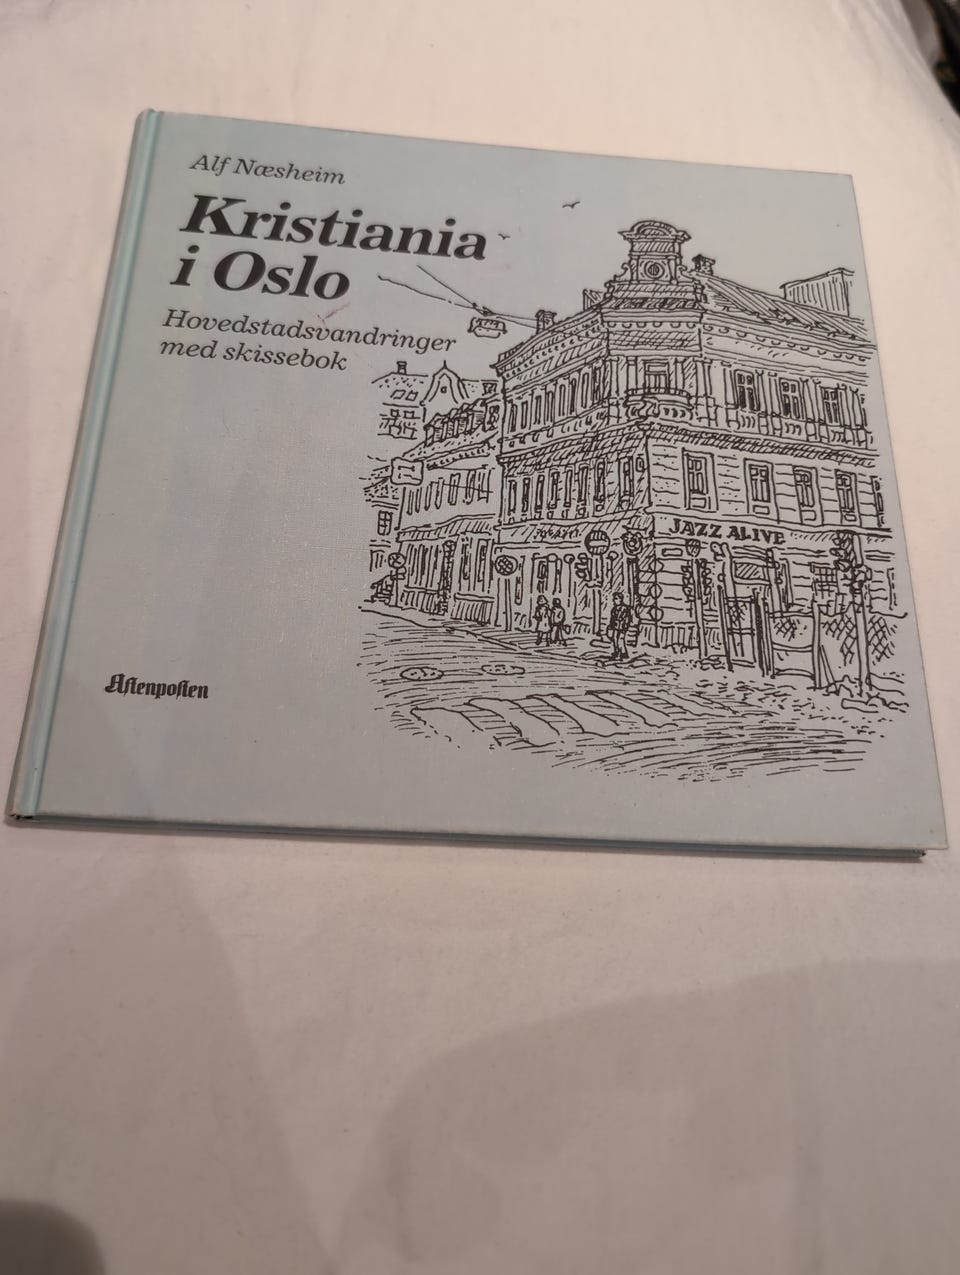 Alf Næsheim
Kristiania
i Oslo
Hovedstadsvandringer
med skissebok
JAZZ ALIVE
Aftenposten